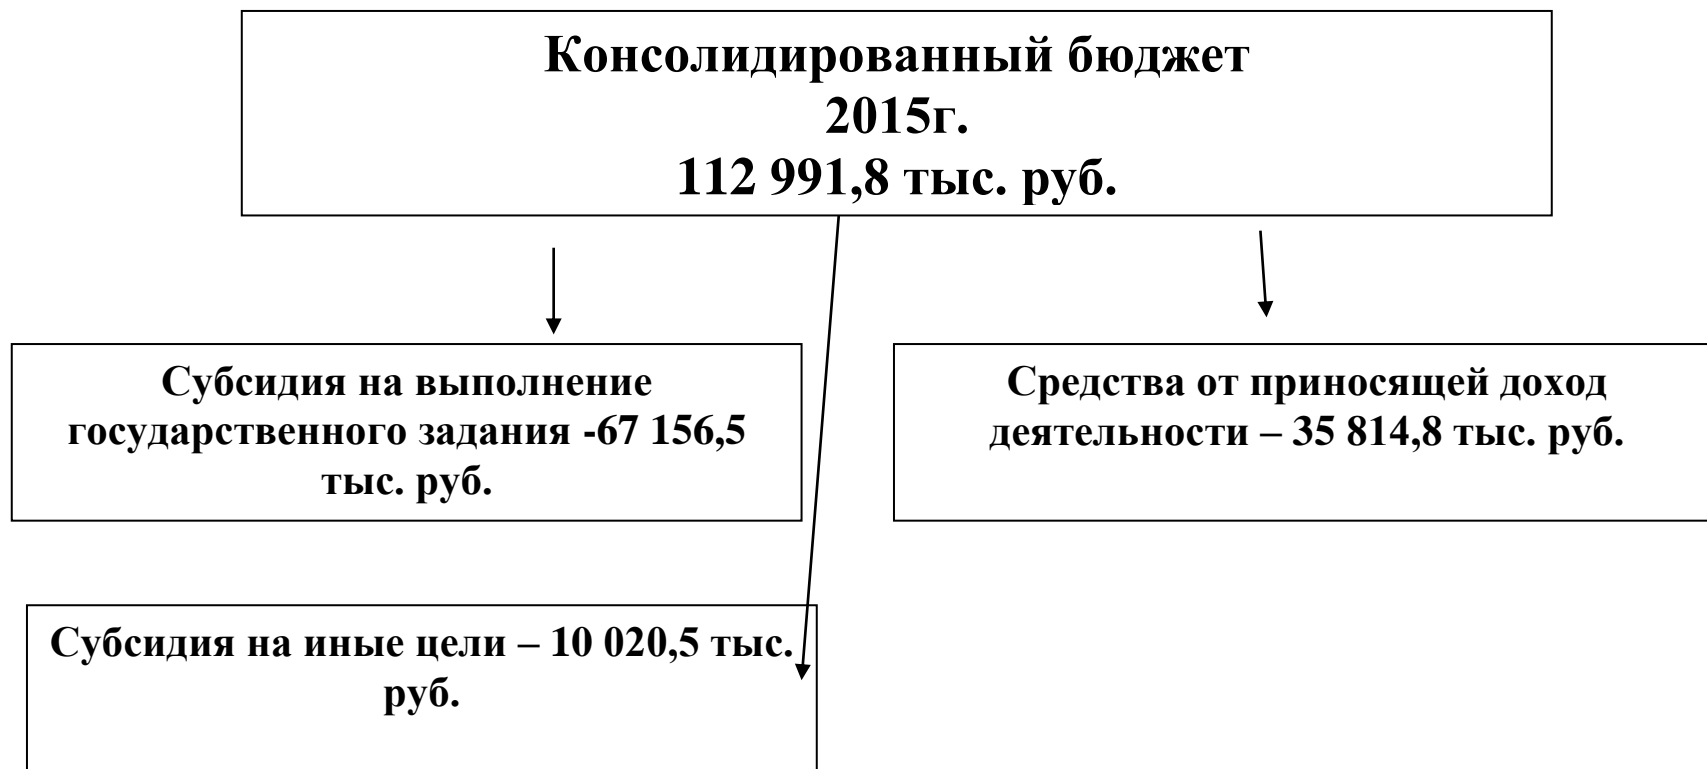 Консолидированный бюджет
2015г.
112 991,8 тыс. руб.
Субсидия на выполнение
государственного задания -67 156,5
тыс. руб.
Средства от приносящей доход
деятельности – 35 814,8 тыс. руб.
Субсидия на иные цели – 10 020,5 тыс.
руб.